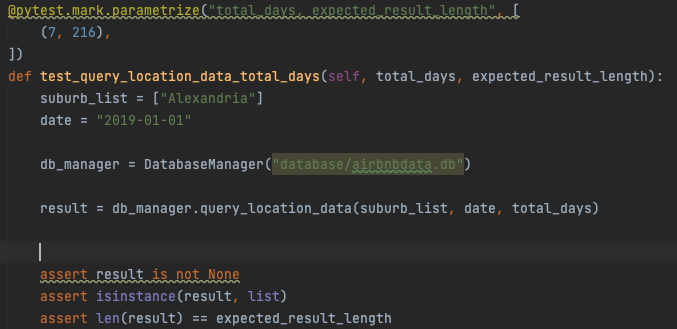 @pytest.mark.parametrize("total_days, expected_result_length", [
    (7, 216),
])
def test_query_location_data_total_days(self, total_days, expected_result_length):
    suburb_list = ["Alexandria"]
    date = "2019-01-01"

    db_manager = DatabaseManager("database/airbnbdata.db")

    result = db_manager.query_location_data(suburb_list, date, total_days)

    assert result is not None
    assert isinstance(result, list)
    assert len(result) == expected_result_length